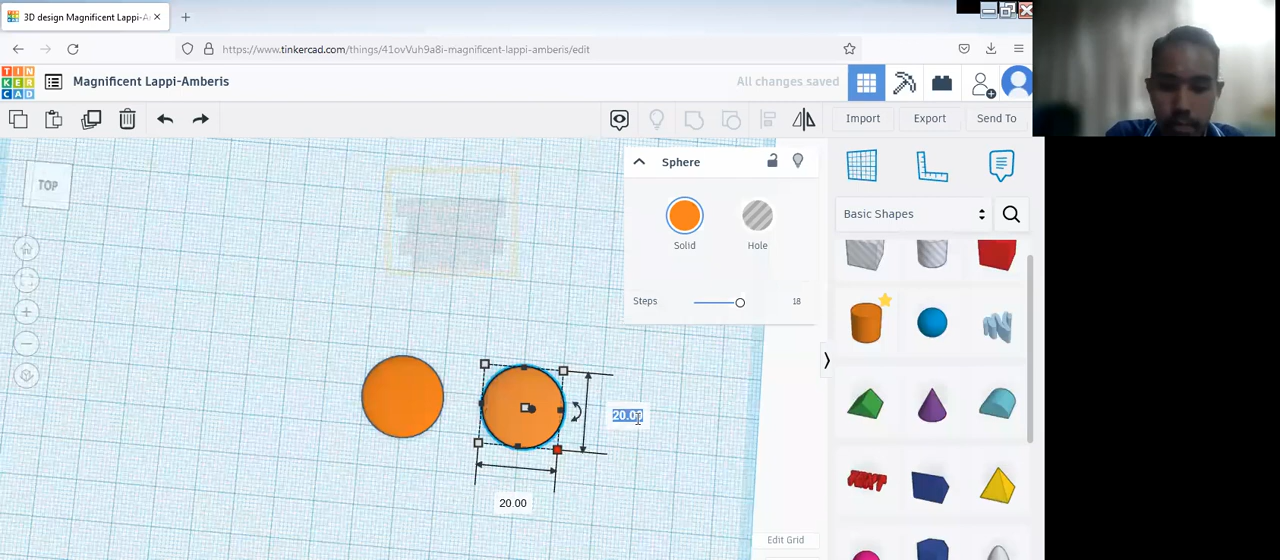 3D design Magnificent Lappi-A
https://www.tinkercad.com/things/41ovVuh9a8i-magnificent-lappi-amberis/edit
TIN
KER
CAD
Magnificent Lappi-Amberis
All changes saved
Import
Export
Send To
TOP
Sphere
Solid
Hole
Steps
18
Basic Shapes
20.00
20.00
TEXT
Edit Grid